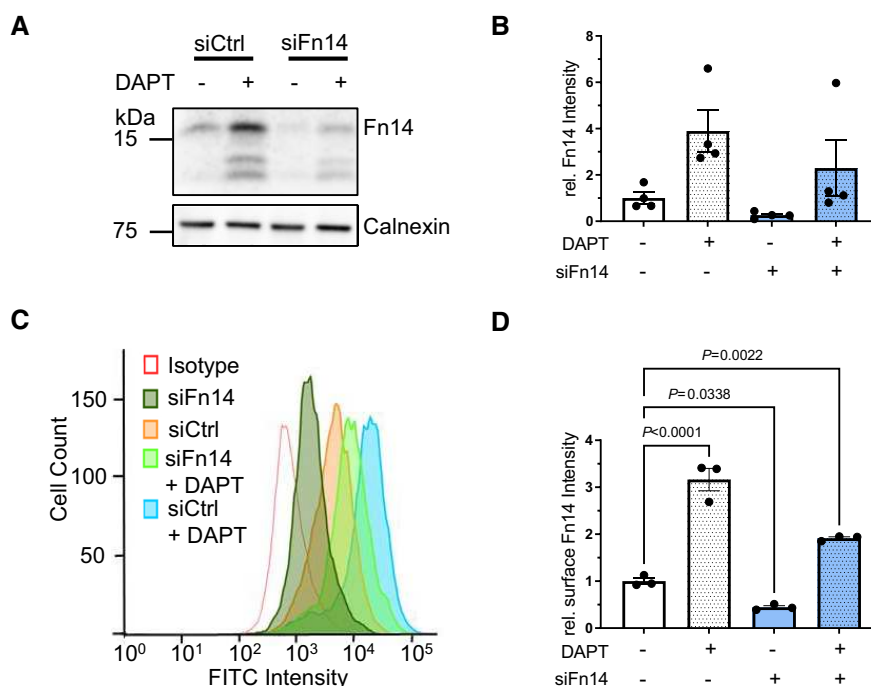 A
siCtrl siFn14
DAPT - + - +
kDa
15
Fn14
75
Calnexin
B
rel. Fn14 Intensity
8
6
4
2
0
DAPT - + - +
siFn14 - - + +
C
Cell Count
150
100
50
Isotype
siFn14
siCtrl
siFn14
+ DAPT
siCtrl
+ DAPT
10⁰ 10¹ 10² 10³ 10⁴ 10⁵
FITC Intensity
D
P=0.0022
P=0.0338
P<0.0001
rel. surface Fn14 Intensity
4
3
2
1
0
DAPT - + - +
siFn14 - - + +